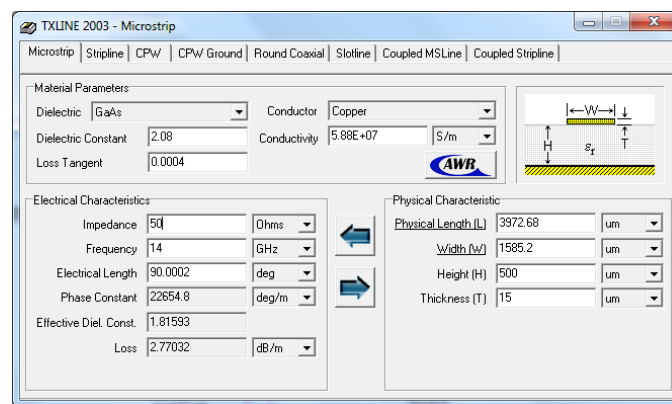 TXLINE 2003 - Microstrip
Microstrip Stripline CPW CPW Ground Round Coaxial Slotline Coupled MSLine Coupled Stripline
Material Parameters
Dielectric GaAs Conductor Copper
Dielectric Constant 2.08 Conductivity 5.88E+07 S/m
Loss Tangent 0.0004 AWR
W T H εr
Electrical Characteristics
Impedance 50 Ohms
Frequency 14 GHz
Electrical Length 90.0002 deg
Phase Constant 22654.8 deg/m
Effective Diel. Const. 1.81593
Loss 2.77032 dB/m
Physical Characteristic
Physical Length (L) 3972.68 um
Width (W) 1585.2 um
Height (H) 500 um
Thickness (T) 15 um